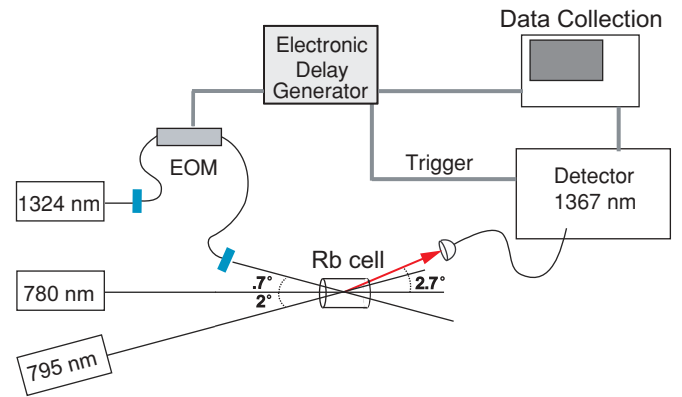 Data Collection
Electronic
Delay
Generator
EOM
Trigger
Detector
1367 nm
1324 nm
Rb cell
780 nm
.7°
2°
2.7°
795 nm